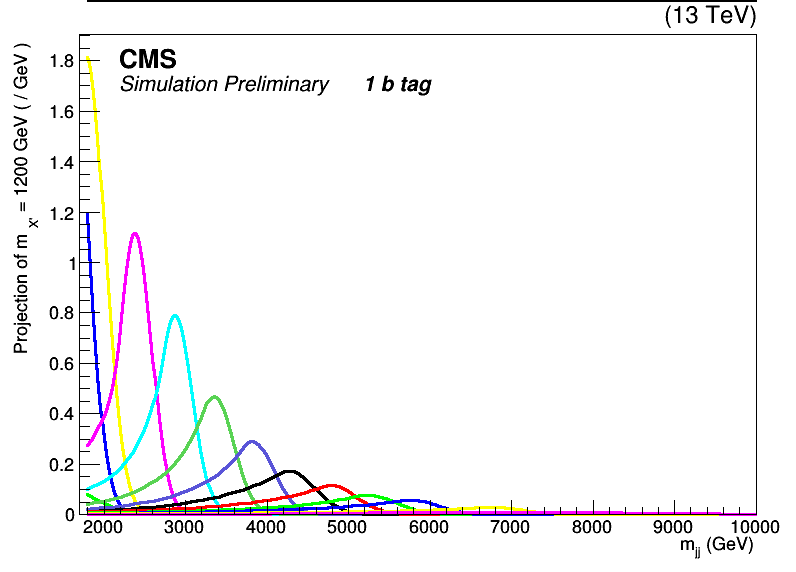 (13 TeV)
CMS
Simulation Preliminary 1 b tag
Projection of m x' = 1200 GeV ( / GeV )
1.8
1.6
1.4
1.2
1
0.8
0.6
0.4
0.2
0
2000 3000 4000 5000 6000 7000 8000 9000 10000
m jj (GeV)